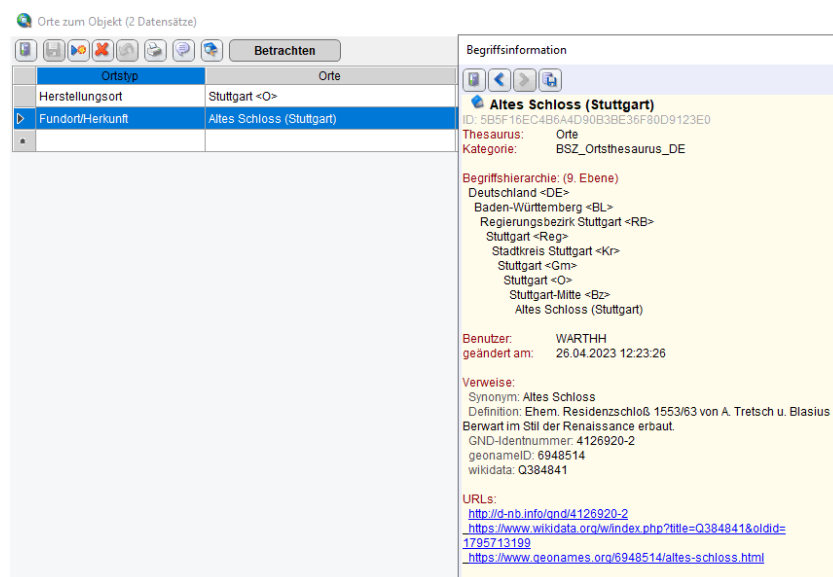 Orte zum Objekt (2 Datensätze)
Betrachten
Ortstyp Orte
Herstellungsort Stuttgart <O>
Fundort/Herkunft Altes Schloss (Stuttgart)
Begriffsinformation
Altes Schloss (Stuttgart)
ID: 5B5F16EC4B6A4D90B3BE36F80D9123E0
Thesaurus: Orte
Kategorie: BSZ_Ortsthesaurus_DE
Begriffshierarchie: (9. Ebene)
Deutschland <DE>
Baden-Württemberg <BL>
Regierungsbezirk Stuttgart <RB>
Stuttgart <Reg>
Stadtkreis Stuttgart <Kr>
Stuttgart <Gm>
Stuttgart <O>
Stuttgart-Mitte <Bz>
Altes Schloss (Stuttgart)
Benutzer: WARTHH
geändert am: 26.04.2023 12:23:26
Verweise:
Synonym: Altes Schloss
Definition: Ehem. Residenzschloß 1553/63 von A. Tretsch u. Blasius
Berwart im Stil der Renaissance erbaut.
GND-Identnummer: 4126920-2
geonameID: 6948514
wikidata: Q384841
URLs:
http://d-nb.info/gnd/4126920-2
https://www.wikidata.org/w/index.php?title=Q384841&oldid=
1795713199
https://www.geonames.org/6948514/altes-schloss.html